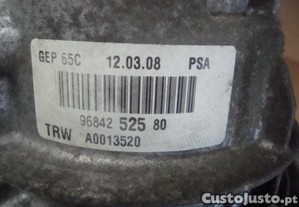 GEP 65C 12.03.08 PSA
96842 525 80
TRW A0013520
CustoJusto.pt